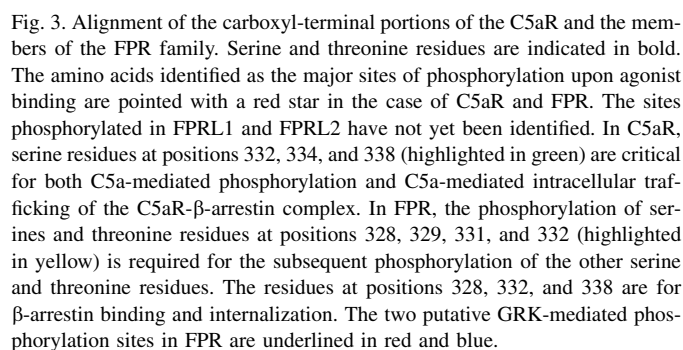 Fig. 3. Alignment of the carboxyl-terminal portions of the C5aR and the mem-
bers of the FPR family. Serine and threonine residues are indicated in bold.
The amino acids identified as the major sites of phosphorylation upon agonist
binding are pointed with a red star in the case of C5aR and FPR. The sites
phosphorylated in FPRL1 and FPRL2 have not yet been identified. In C5aR,
serine residues at positions 332, 334, and 338 (highlighted in green) are critical
for both C5a-mediated phosphorylation and C5a-mediated intracellular traf-
ficking of the C5aR-β-arrestin complex. In FPR, the phosphorylation of ser-
ines and threonine residues at positions 328, 329, 331, and 332 (highlighted
in yellow) is required for the subsequent phosphorylation of the other serine
and threonine residues. The residues at positions 328, 332, and 338 are for
β-arrestin binding and internalization. The two putative GRK-mediated phos-
phorylation sites in FPR are underlined in red and blue.